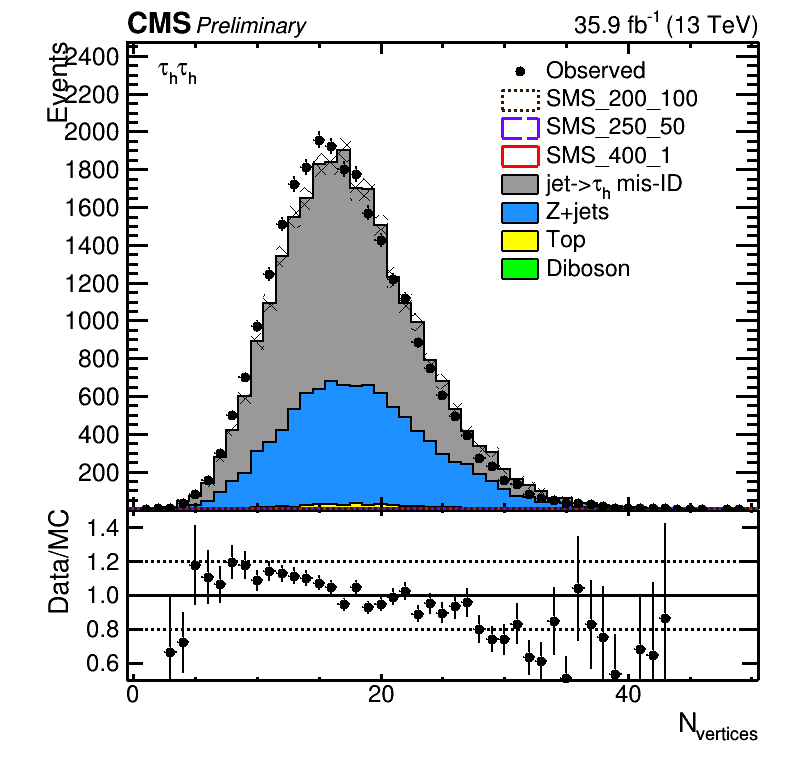 CMS Preliminary 35.9 fb⁻¹ (13 TeV)
Events
2400
2200
2000
1800
1600
1400
1200
1000
800
600
400
200
τₕτₕ
Observed
SMS_200_100
SMS_250_50
SMS_400_1
jet->τₕ mis-ID
Z+jets
Top
Diboson
Data/MC
1.4
1.2
1.0
0.8
0.6
0 20 40
Nvertices